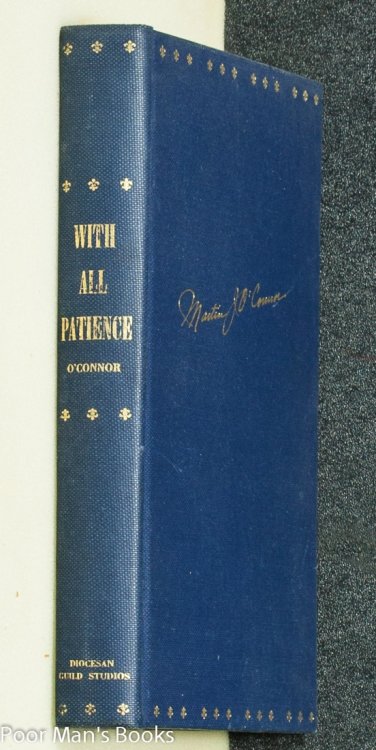 WITH
ALL
PATIENCE
O'CONNOR
DIOCESAN
GUILD STUDIOS
Martin J O'Connor
Poor Man's Books